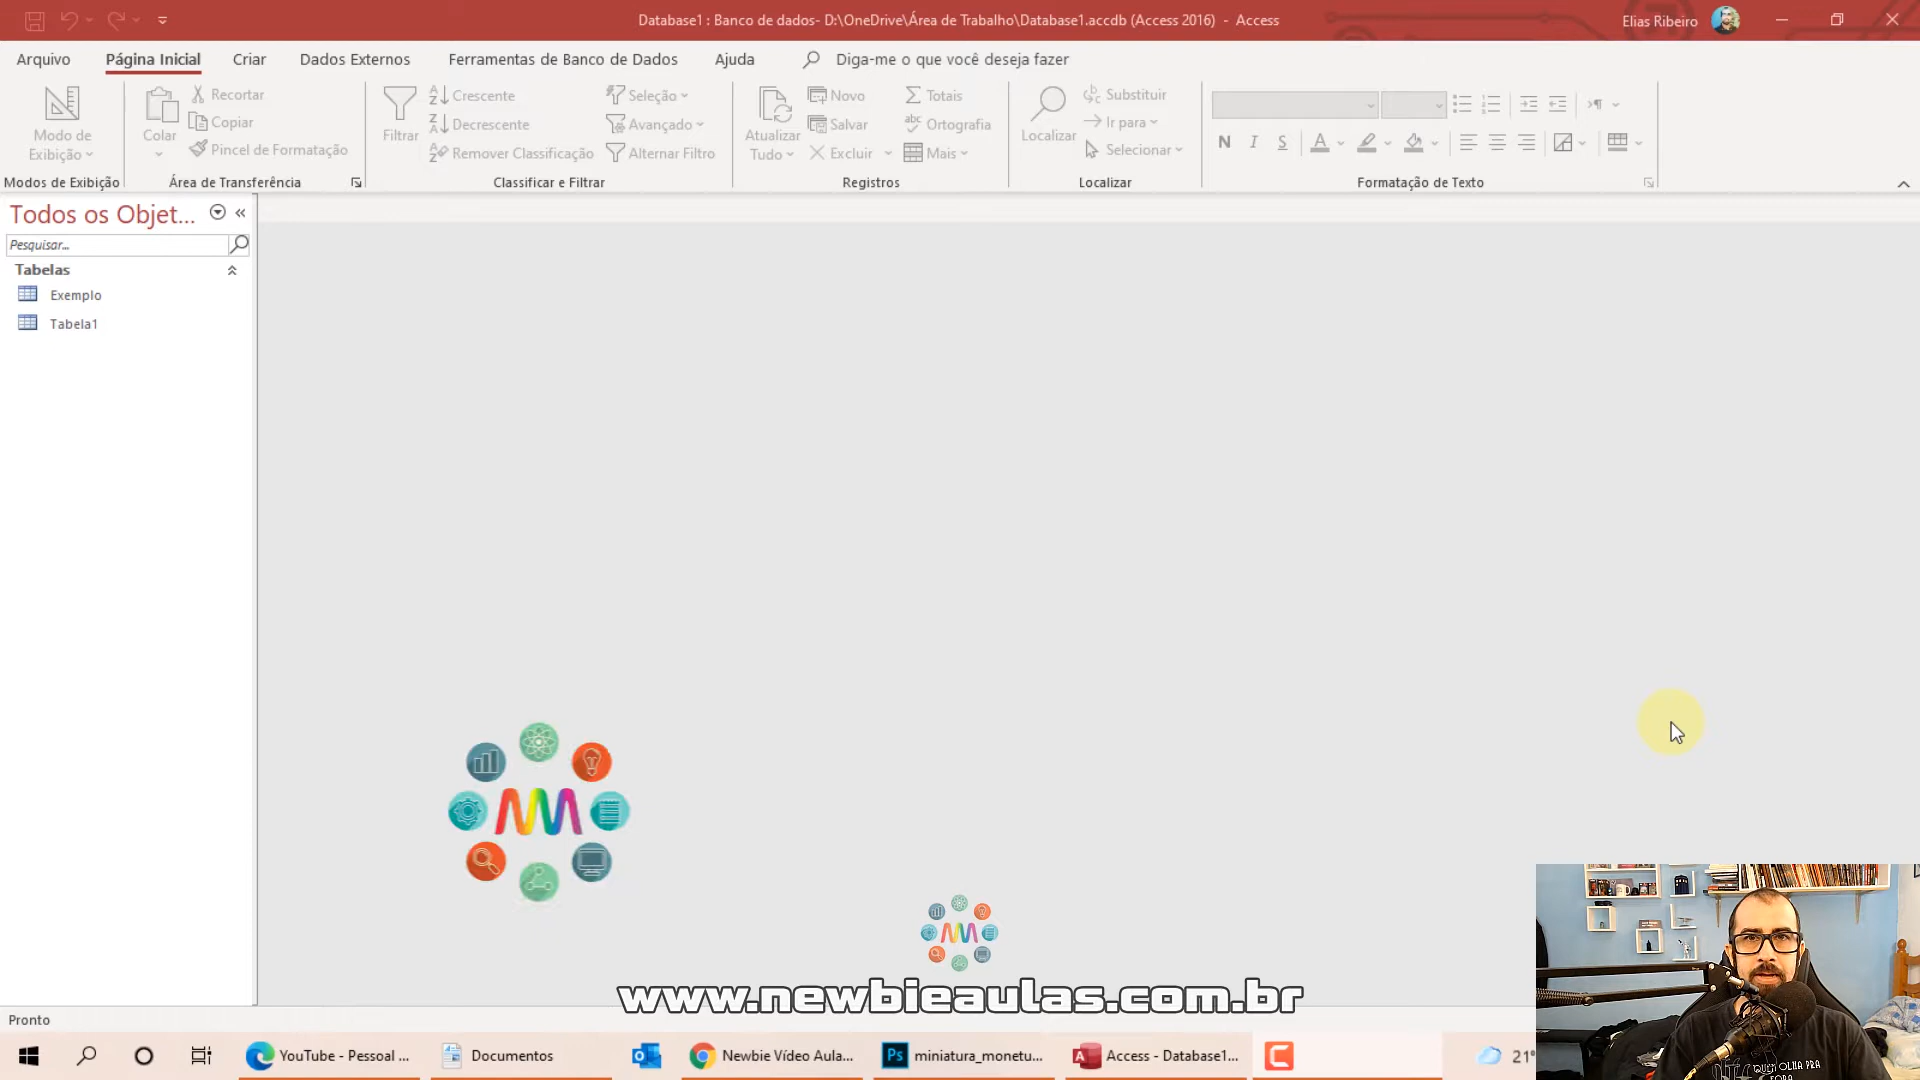 Database1 : Banco de dados- D:\OneDrive\Área de Trabalho\Database1.accdb (Access 2016) - Access
Elias Ribeiro
Arquivo
Página Inicial
Criar
Dados Externos
Ferramentas de Banco de Dados
Ajuda
Diga-me o que você deseja fazer
Modo de
Exibição
Modos de Exibição
Colar
Recortar
Copiar
Pincel de Formatação
Área de Transferência
Filtrar
Crescente
Decrescente
Remover Classificação
Seleção
Avançado
Alternar Filtro
Classificar e Filtrar
Atualizar
Tudo
Novo
Salvar
Excluir
Totais
Ortografia
Mais
Registros
Localizar
Substituir
Ir para
Selecionar
Localizar
N I S
Formatação de Texto
Todos os Objet...
Pesquisar...
Tabelas
Exemplo
Tabela1
www.newbieaulas.com.br
Pronto
YouTube - Pessoal ...
Documentos
Newbie Vídeo Aula...
Ps
miniatura_monetu...
Access - Database1...
21°